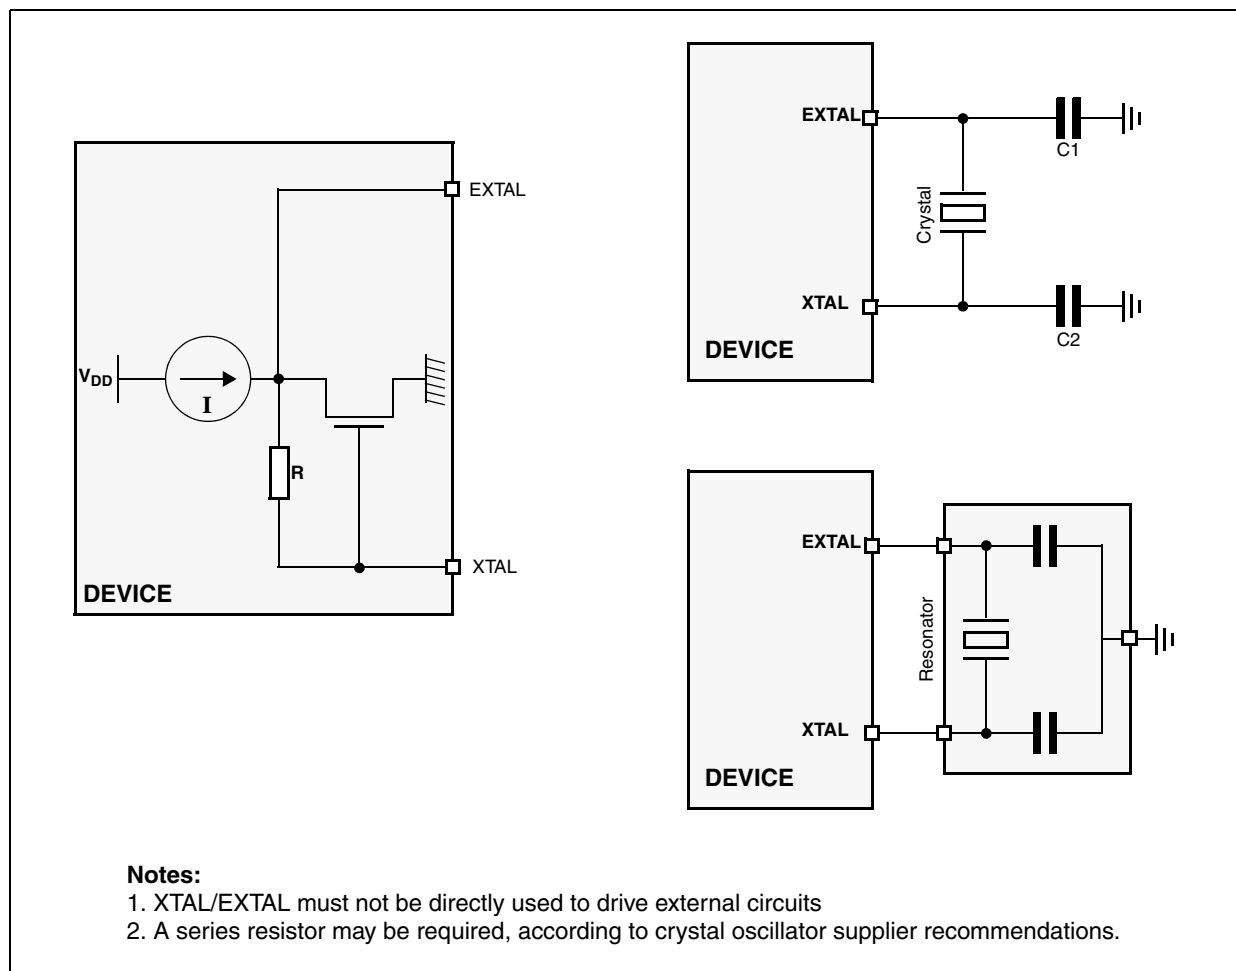 EXTAL
V_DD
I
R
XTAL
DEVICE
EXTAL
C1
Crystal
XTAL
C2
DEVICE
EXTAL
Resonator
XTAL
DEVICE
Notes:
1. XTAL/EXTAL must not be directly used to drive external circuits
2. A series resistor may be required, according to crystal oscillator supplier recommendations.